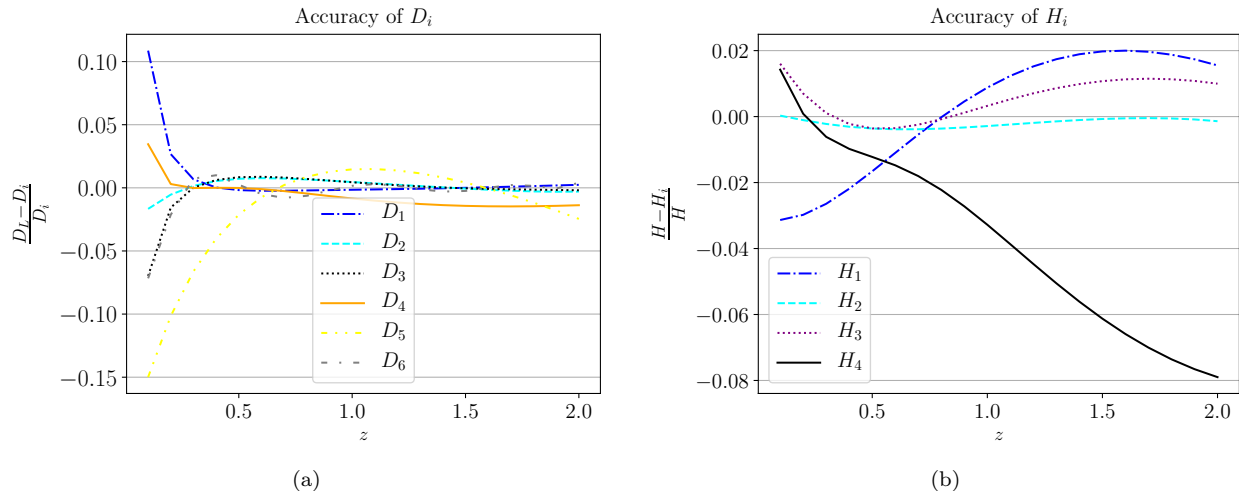 Accuracy of $D_i$
$\frac{D_L - D_i}{D_i}$
0.10
0.05
0.00
−0.05
−0.10
−0.15
$D_1$
$D_2$
$D_3$
$D_4$
$D_5$
$D_6$
0.5
1.0
1.5
2.0
$z$
(a)
Accuracy of $H_i$
$\frac{H - H_i}{H}$
0.02
0.00
−0.02
−0.04
−0.06
−0.08
$H_1$
$H_2$
$H_3$
$H_4$
0.5
1.0
1.5
2.0
$z$
(b)